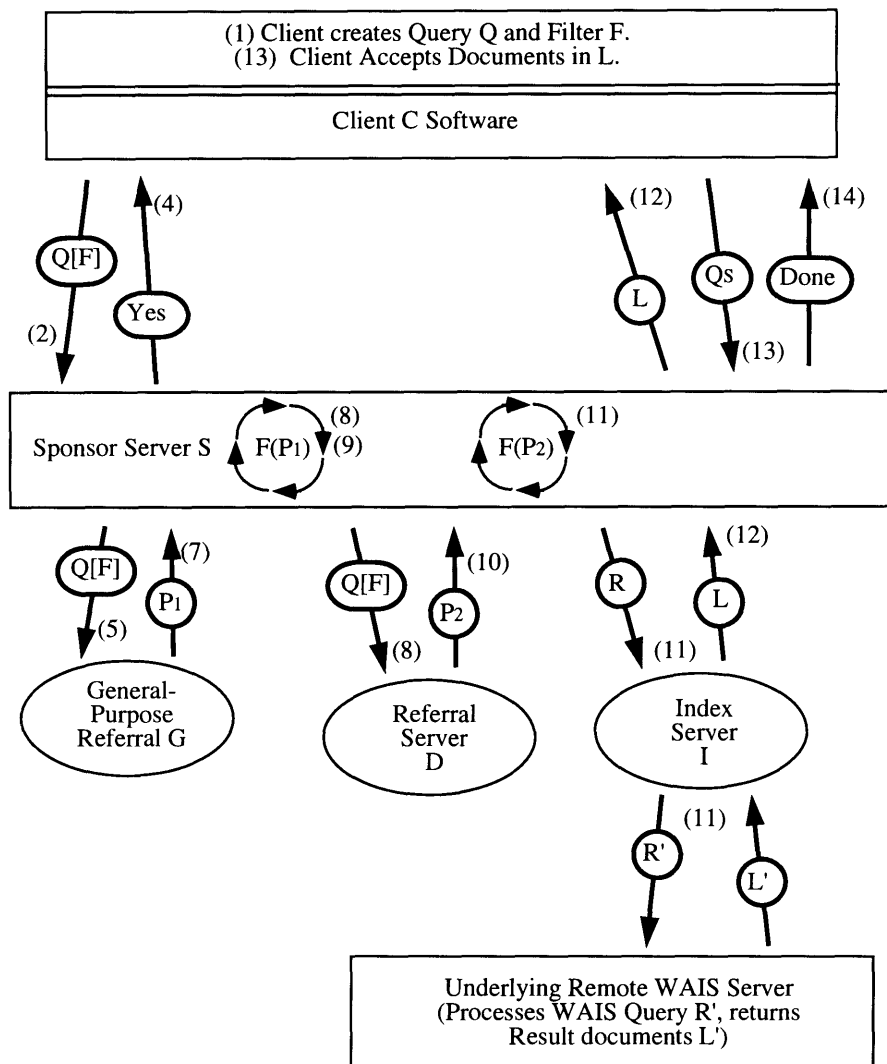 (1) Client creates Query Q and Filter F.
(13) Client Accepts Documents in L.
Client C Software
(4)
(12)
(14)
Q[F]
Qs
Done
L
Yes
(2)
(13)
(8)
(11)
Sponsor Server S
F(P1)
(9)
F(P2)
(7)
(10)
(12)
Q[F]
Q[F]
R
P1
P2
L
(5)
(8)
(11)
General-
Purpose
Referral G
Referral
Server
D
Index
Server
I
(11)
R'
L'
Underlying Remote WAIS Server
(Processes WAIS Query R', returns
Result documents L')